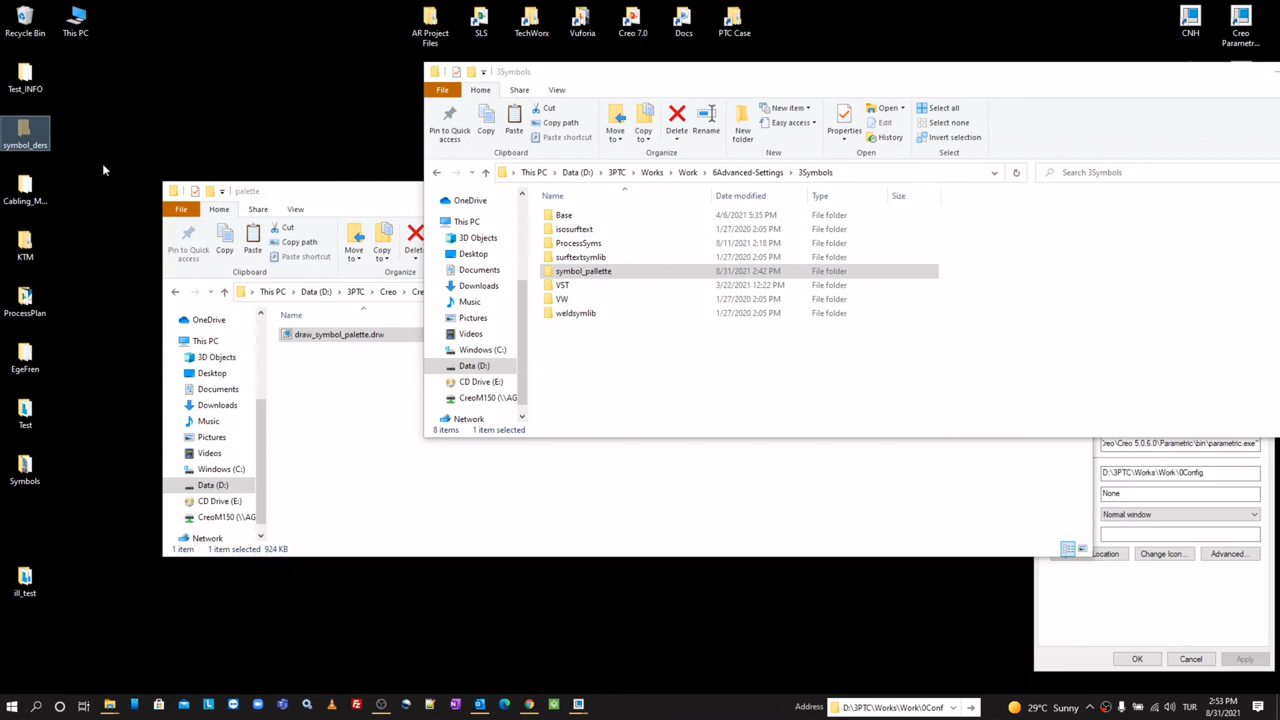 Recycle Bin
This PC
AR Project Files
SLS
TechWorx
Vuforia
Creo 7.0
Docs
PTC Case
CNH
Creo Parametr...
Test_INFO
symbol_ders
Cabling_M...
KTM
ProcessPlan
EgeFren
Test
Symbols
ill_test
3Symbols
File
Home
Share
View
Pin to Quick access
Copy
Paste
Cut
Copy path
Paste shortcut
Clipboard
Move to
Copy to
Delete
Rename
Organize
New folder
New item
Easy access
New
Properties
Open
Edit
History
Open
Select all
Select none
Invert selection
Select
This PC
Data (D:)
3PTC
Works
Work
6Advanced-Settings
3Symbols
Search 3Symbols
Name
Date modified
Type
Size
Base 4/6/2021 5:35 PM File folder
isosurftext 1/27/2020 2:05 PM File folder
ProcessSyms 8/11/2021 2:18 PM File folder
surftextsymlib 1/27/2020 2:05 PM File folder
symbol_pallette 8/31/2021 2:42 PM File folder
VST 3/22/2021 12:22 PM File folder
VW 1/27/2020 2:05 PM File folder
weldsymlib 1/27/2020 2:05 PM File folder
OneDrive
This PC
3D Objects
Desktop
Documents
Downloads
Music
Pictures
Videos
Windows (C:)
Data (D:)
CD Drive (E:)
CreoM150 (\\AG
Network
8 items 1 item selected
palette
File
Home
Share
View
Pin to Quick access
Copy
Paste
Cut
Copy path
Paste shortcut
Clipboard
Move to
Copy to
Delete
Organize
This PC
Data (D:)
3PTC
Creo
Cre
Name
draw_symbol_palette.drw
OneDrive
This PC
3D Objects
Desktop
Documents
Downloads
Music
Pictures
Videos
Windows (C:)
Data (D:)
CD Drive (E:)
CreoM150 (\\AG
Network
1 item 1 item selected 924 KB
reo\Creo 5.0.6.0\Parametric\bin\parametric.exe"
D:\3PTC\Works\Work\0Config
None
Normal window
Location
Change Icon...
Advanced...
OK
Cancel
Apply
Address
D:\3PTC\Works\Work\0Conf
29°C Sunny
TUR
2:53 PM
8/31/2021